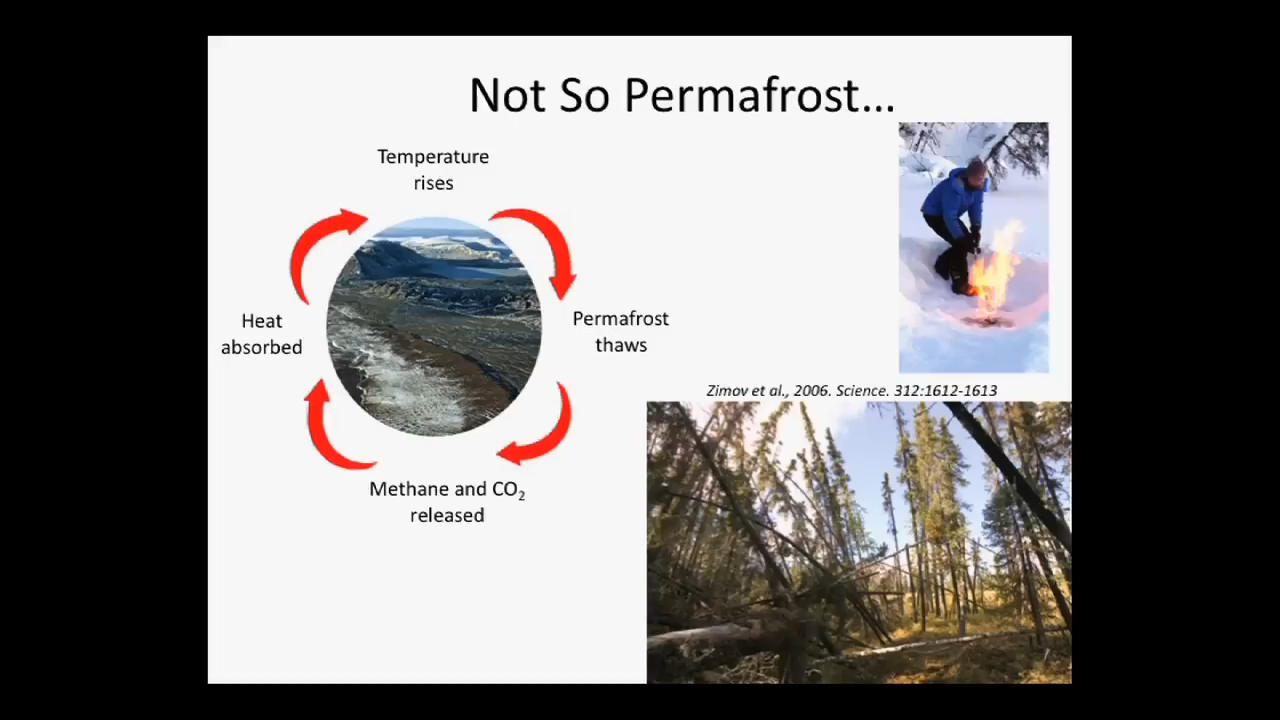 Not So Permafrost...
Temperature
rises
Permafrost
thaws
Heat
absorbed
Methane and CO₂
released
Zimov et al., 2006. Science. 312:1612-1613